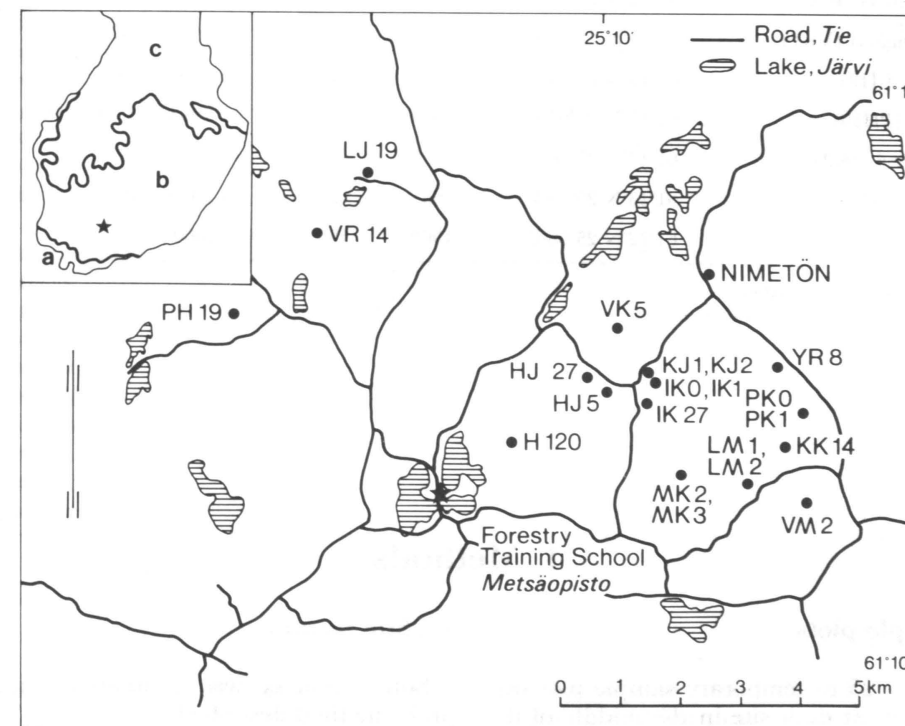 c
b
a
25°10'
Road, Tie
Lake, Järvi
61°1
LJ 19
VR 14
PH 19
NIMETÖN
VK 5
HJ 27
HJ 5
KJ1, KJ2
IK0, IK1
IK 27
YR 8
PK0
PK1
H 120
LM 1,
LM 2
KK 14
MK 2,
MK 3
VM 2
Forestry
Training School
Metsäopisto
61°10
0 1 2 3 4 5 km